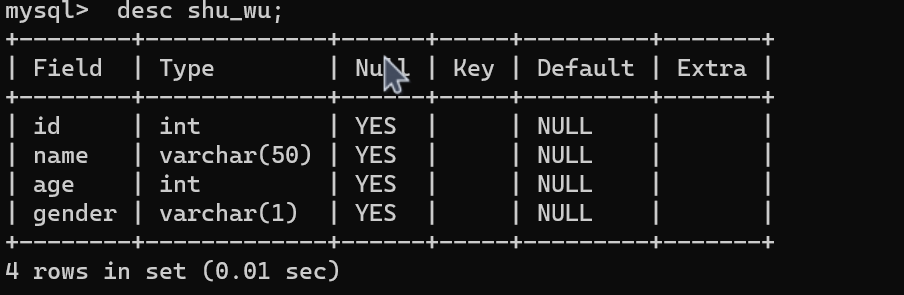 mysql>  desc shu_wu;
+--------+-------------+------+-----+---------+-------+
| Field  | Type        | Null | Key | Default | Extra |
+--------+-------------+------+-----+---------+-------+
| id     | int         | YES  |     | NULL    |       |
| name   | varchar(50) | YES  |     | NULL    |       |
| age    | int         | YES  |     | NULL    |       |
| gender | varchar(1)  | YES  |     | NULL    |       |
+--------+-------------+------+-----+---------+-------+
4 rows in set (0.01 sec)